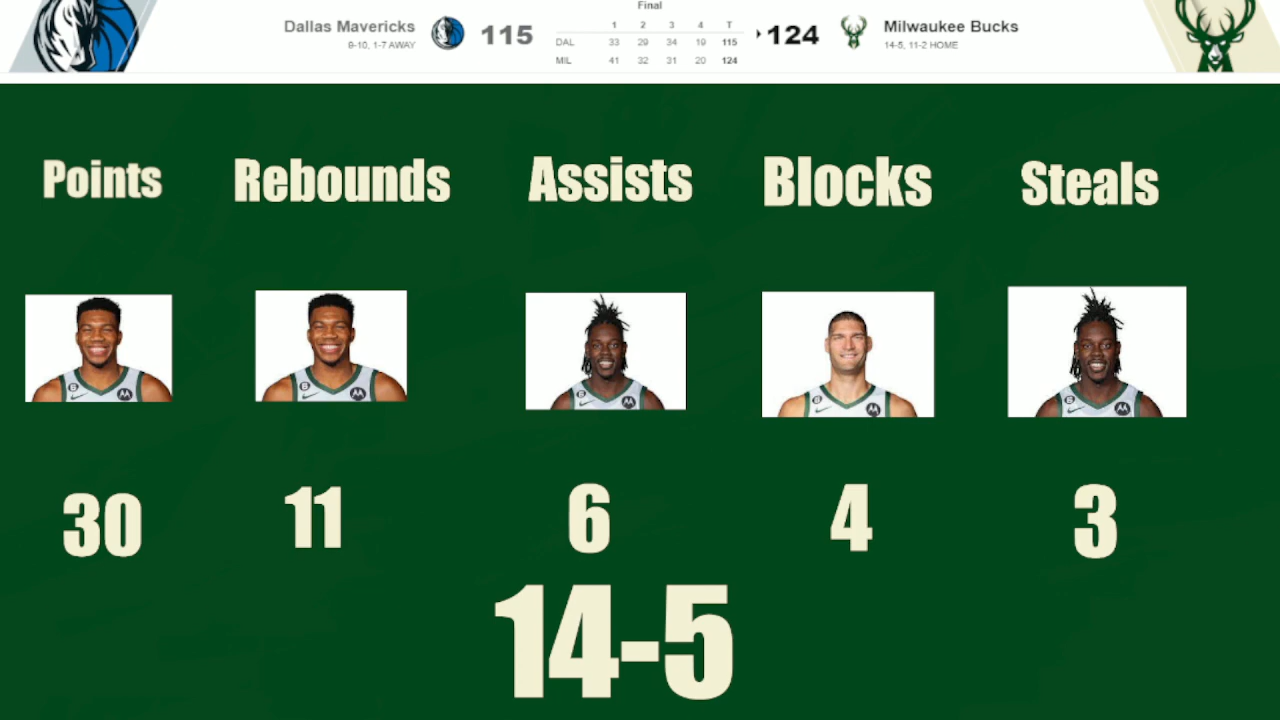 Final
Dallas Mavericks 115 1 2 3 4 T 124 Milwaukee Bucks
9-10, 1-7 AWAY DAL 33 29 34 19 115 14-5, 11-2 HOME
MIL 41 32 31 20 124
Points Rebounds Assists Blocks Steals
30 11 6 4 3
14-5